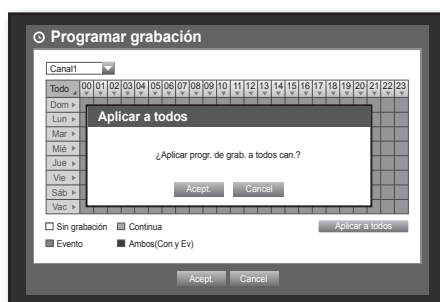 Programar grabación
Canal1
Todo 00 01 02 03 04 05 06 07 08 09 10 11 12 13 14 15 16 17 18 19 20 21 22 23
Dom
Lun
Mar
Mié
Jue
Vie
Sáb
Vac
Aplicar a todos
¿Aplicar progr. de grab. a todos can.?
Acept. Cancel
Sin grabación Continua Aplicar a todos
Evento Ambos(Con y Ev)
Acept. Cancel